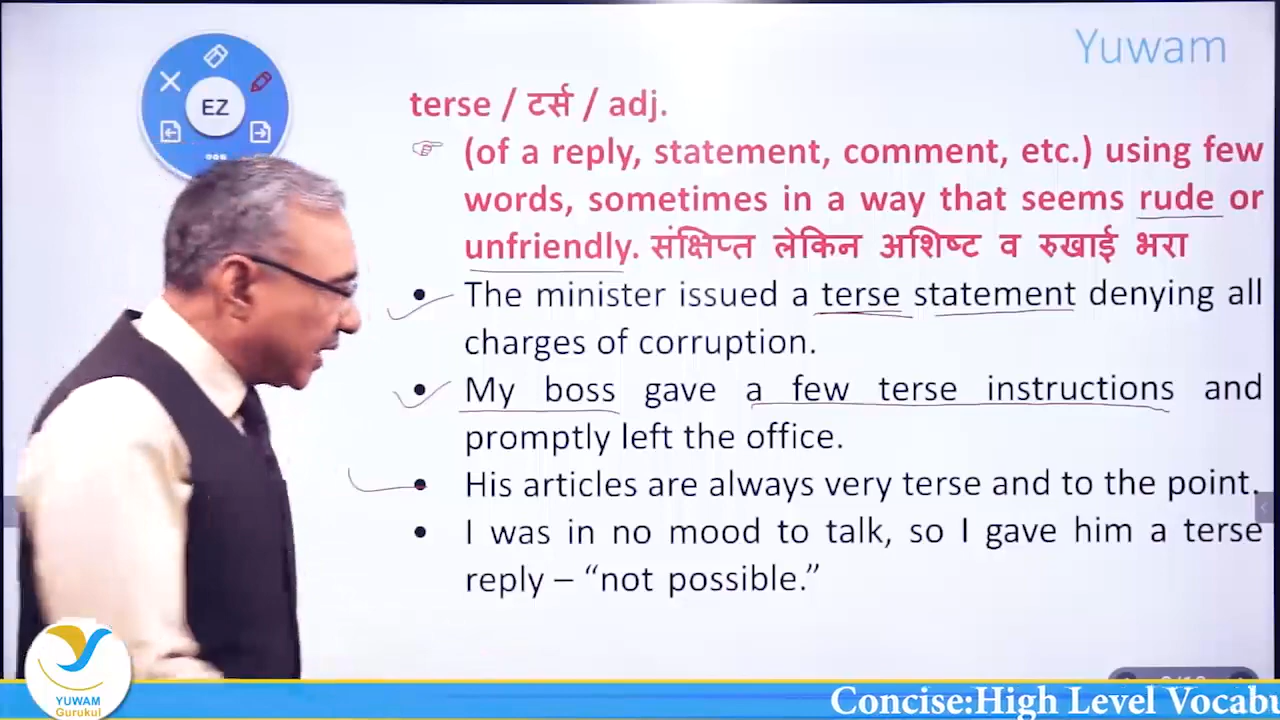 Yuwam
EZ
terse / टर्स / adj.
(of a reply, statement, comment, etc.) using few
words, sometimes in a way that seems rude or
unfriendly. संक्षिप्त लेकिन अशिष्ट व रुखाई भरा
• The minister issued a terse statement denying all
charges of corruption.
• My boss gave a few terse instructions and
promptly left the office.
• His articles are always very terse and to the point.
• I was in no mood to talk, so I gave him a terse
reply – “not possible.”
YUWAM
Gurukul
Concise:High Level Vocabu